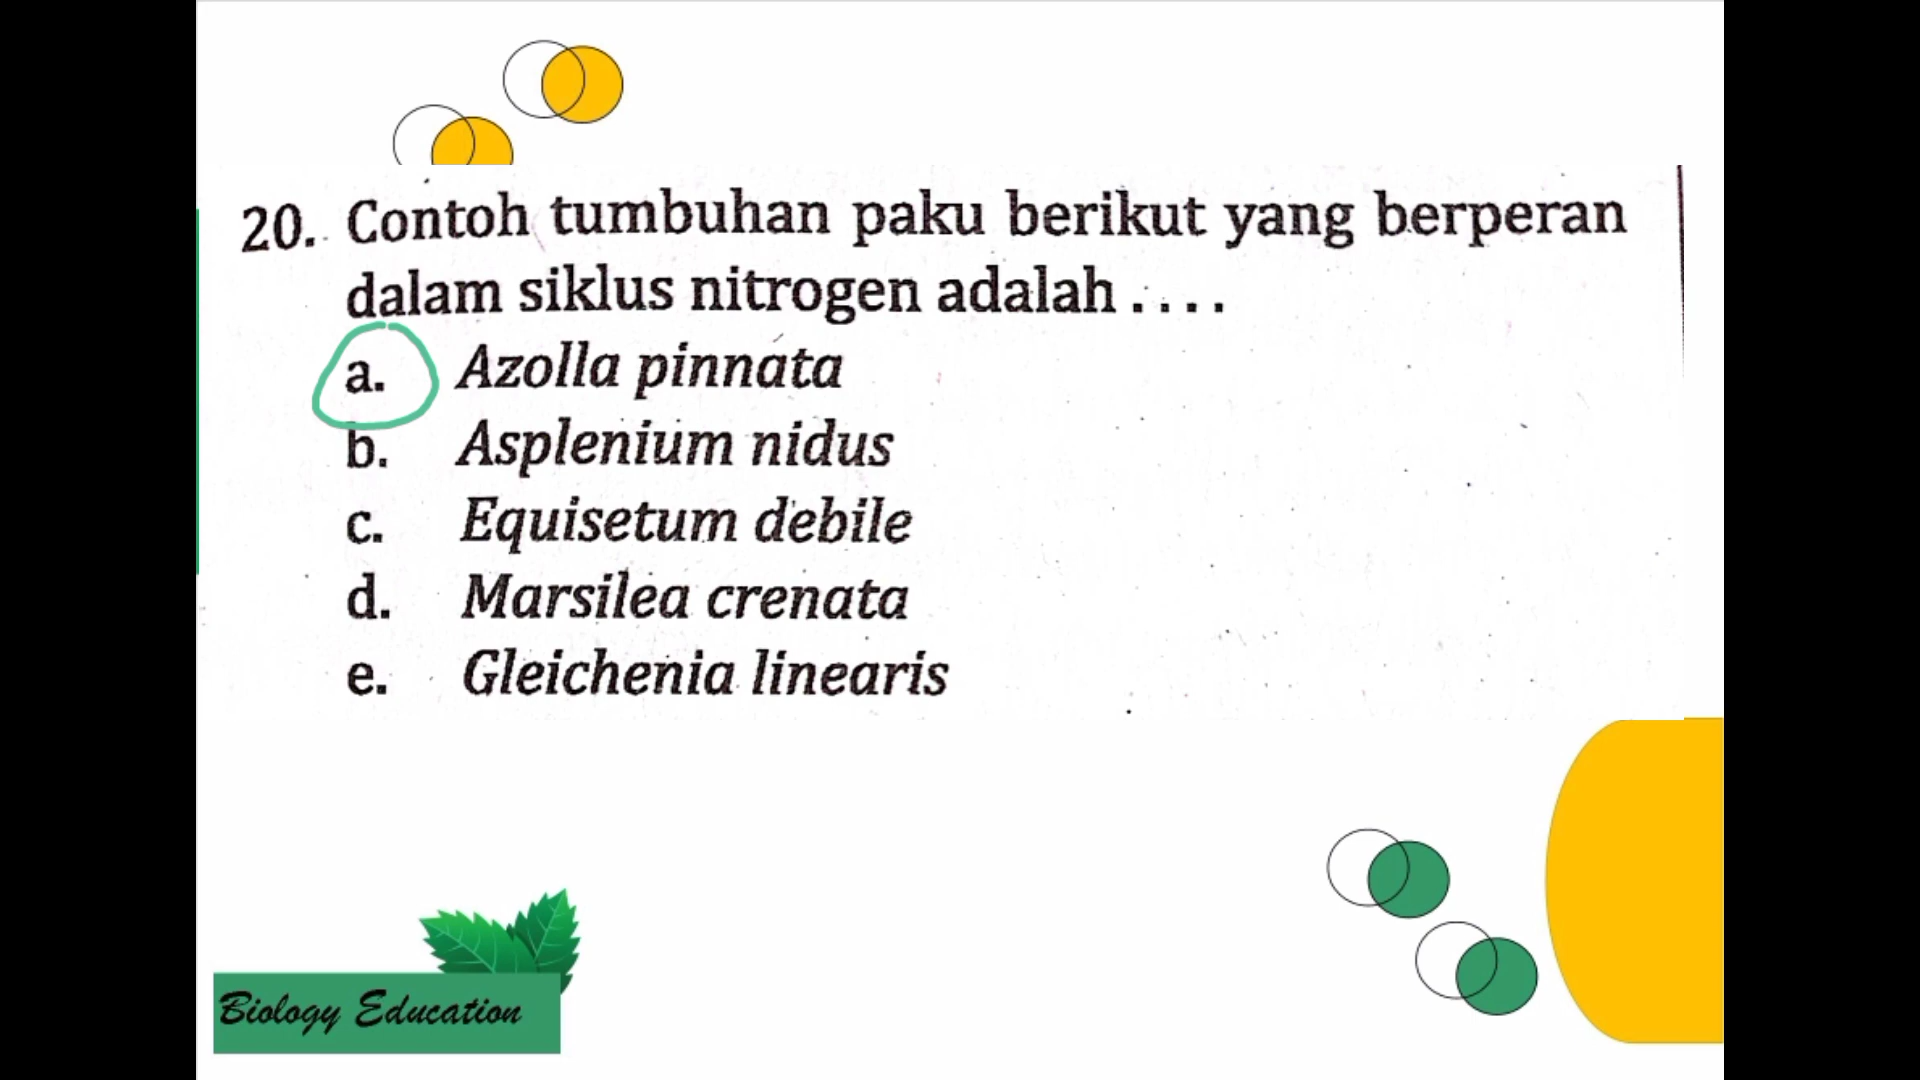 20. Contoh tumbuhan paku berikut yang berperan
dalam siklus nitrogen adalah . . . .
a. Azolla pinnata
b. Asplenium nidus
c. Equisetum debile
d. Marsilea crenata
e. Gleichenia linearis
Biology Education